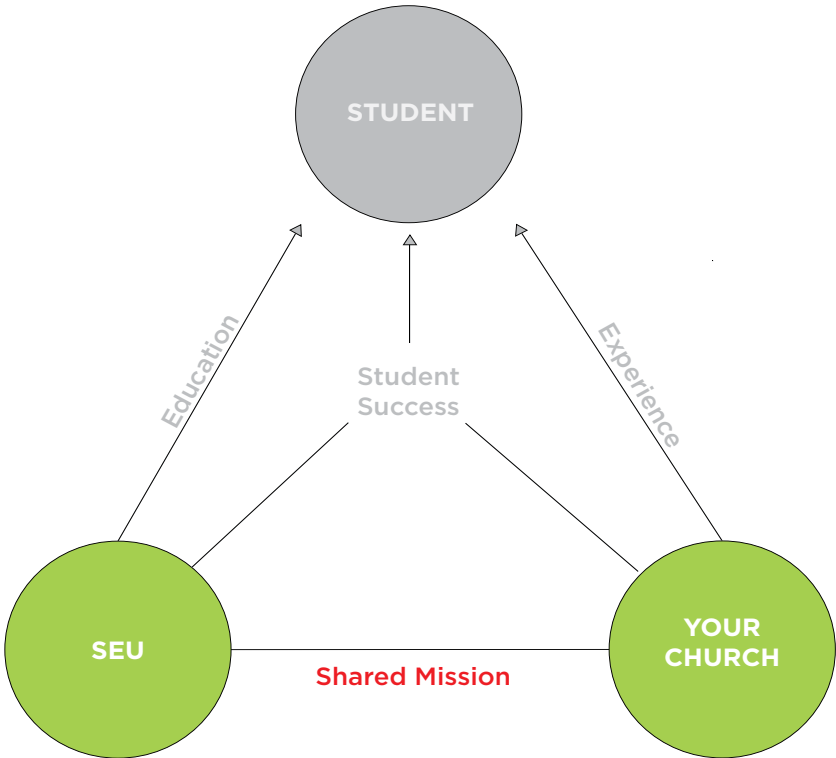 STUDENT
Education
Experience
Student
Success
SEU
YOUR
CHURCH
Shared Mission